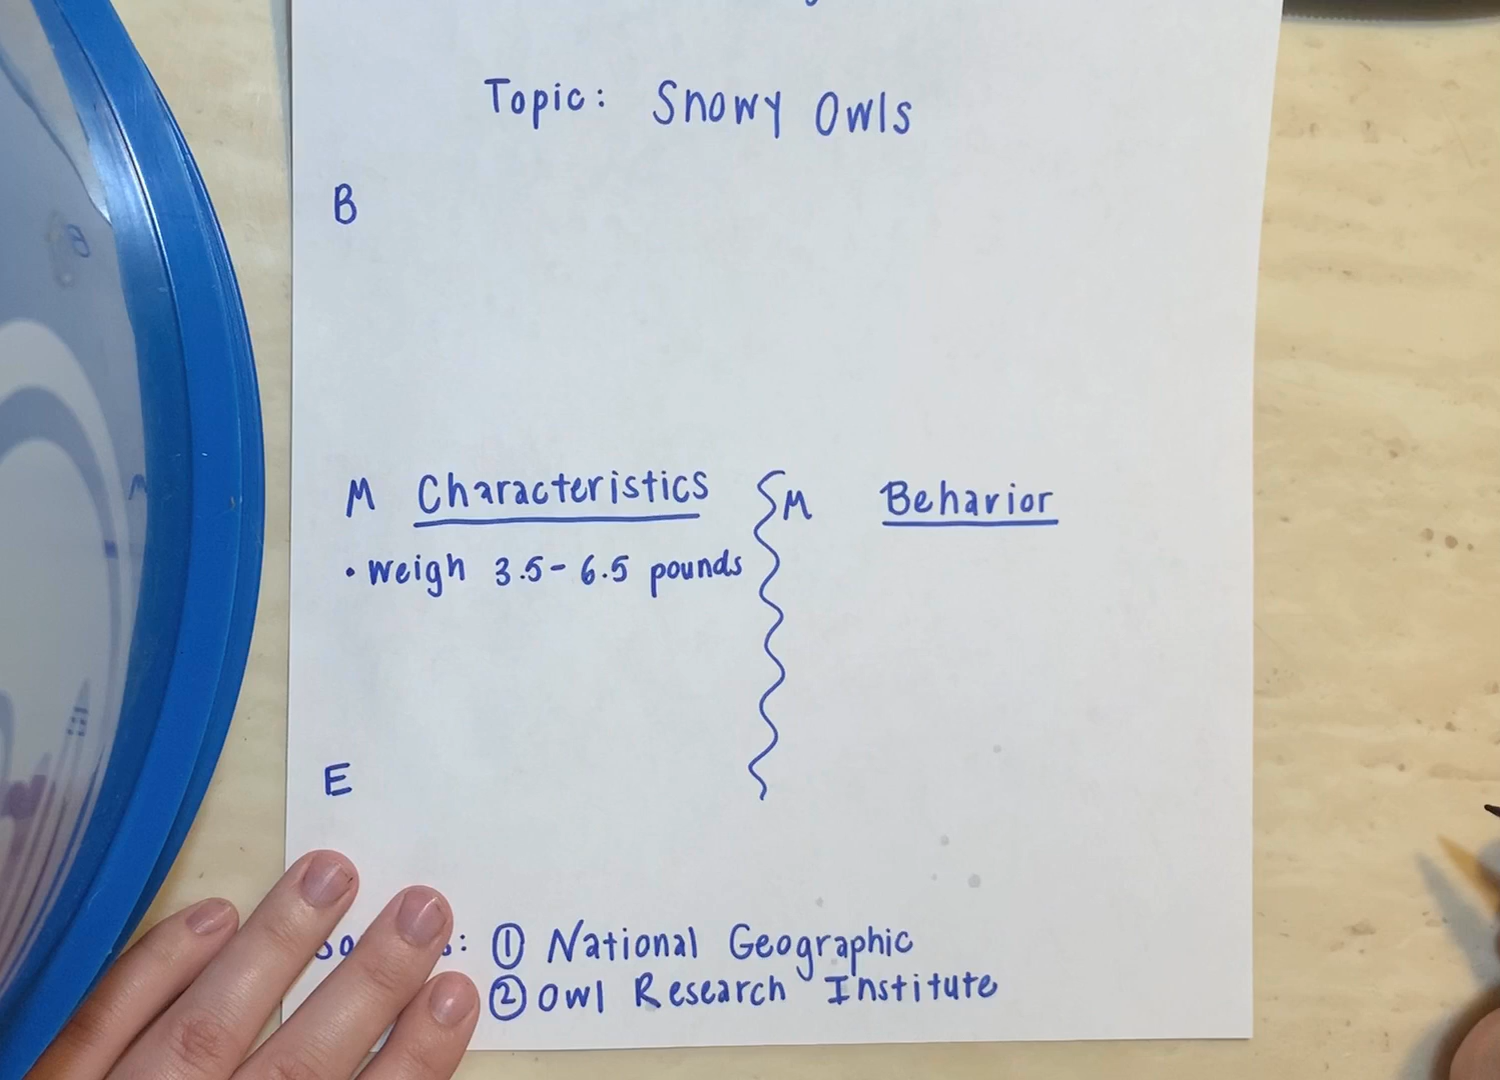 Topic: Snowy Owls
B
M Characteristics M Behavior
• weigh 3.5-6.5 pounds
E
① National Geographic
② Owl Research Institute